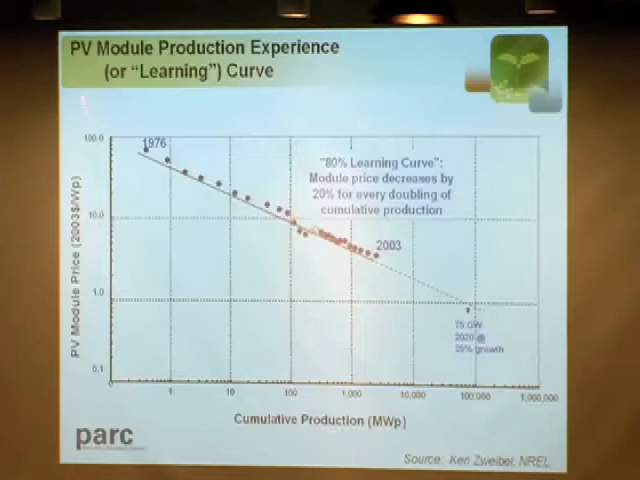 PV Module Production Experience
(or "Learning") Curve
100.0
1976
"80% Learning Curve":
Module price decreases by
20% for every doubling of
cumulative production
10.0
2003
PV Module Price (2003$/Wp)
1.0
75 GW
2020 @
25% growth
0.1
0
1
10
100
1,000
10,000
100,000
1,000,000
Cumulative Production (MWp)
parc
Source: Ken Zweibel, NREL